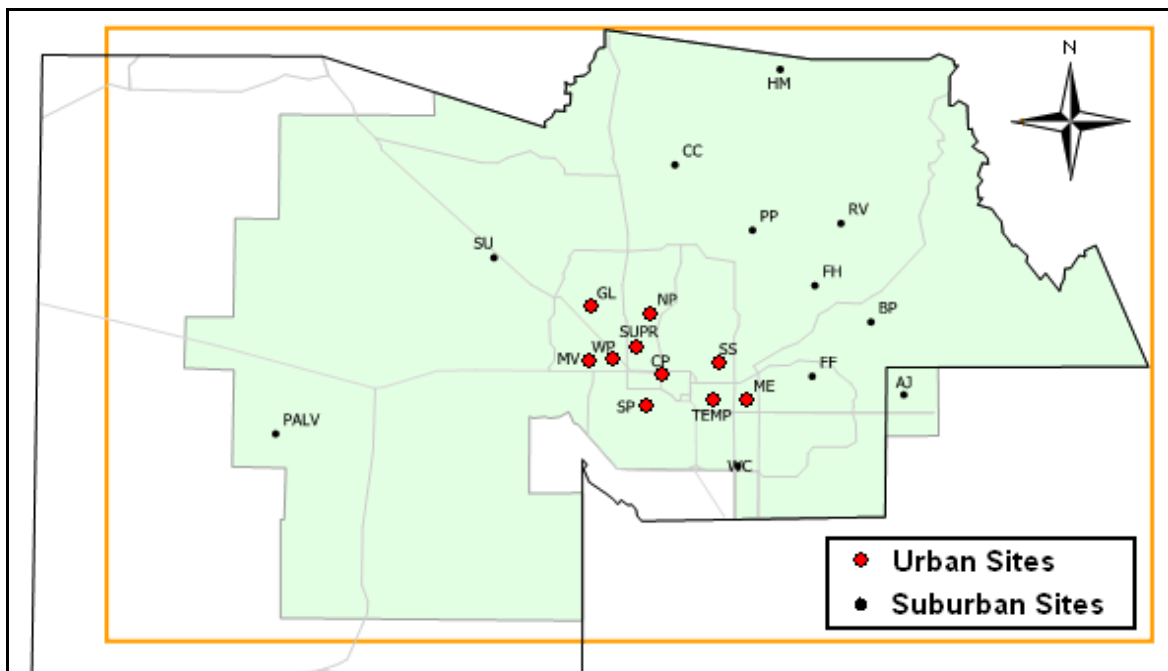 N
HM
CC
PP
RV
SU
FH
GL
NP
BP
SUPR
MV
WP
CP
SS
FF
AJ
ME
SP
TEMP
PALV
WC
Urban Sites
Suburban Sites